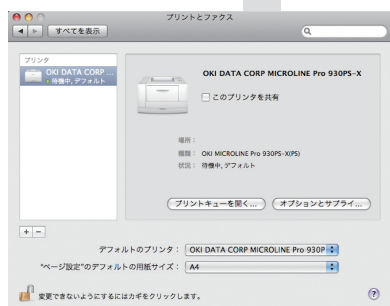 プリントとファクス
すべてを表示
プリンタ
OKI DATA CORP ...
待機中, デフォルト
OKI DATA CORP MICROLINE Pro 930PS-X
このプリンタを共有
場所：
種類： OKI MICROLINE Pro 930PS-X(PS)
状況： 待機中, デフォルト
プリントキューを開く... オプションとサプライ...
+ −
デフォルトのプリンタ： OKI DATA CORP MICROLINE Pro 930P
"ページ設定"のデフォルトの用紙サイズ： A4
変更できないようにするにはカギをクリックします。 ?